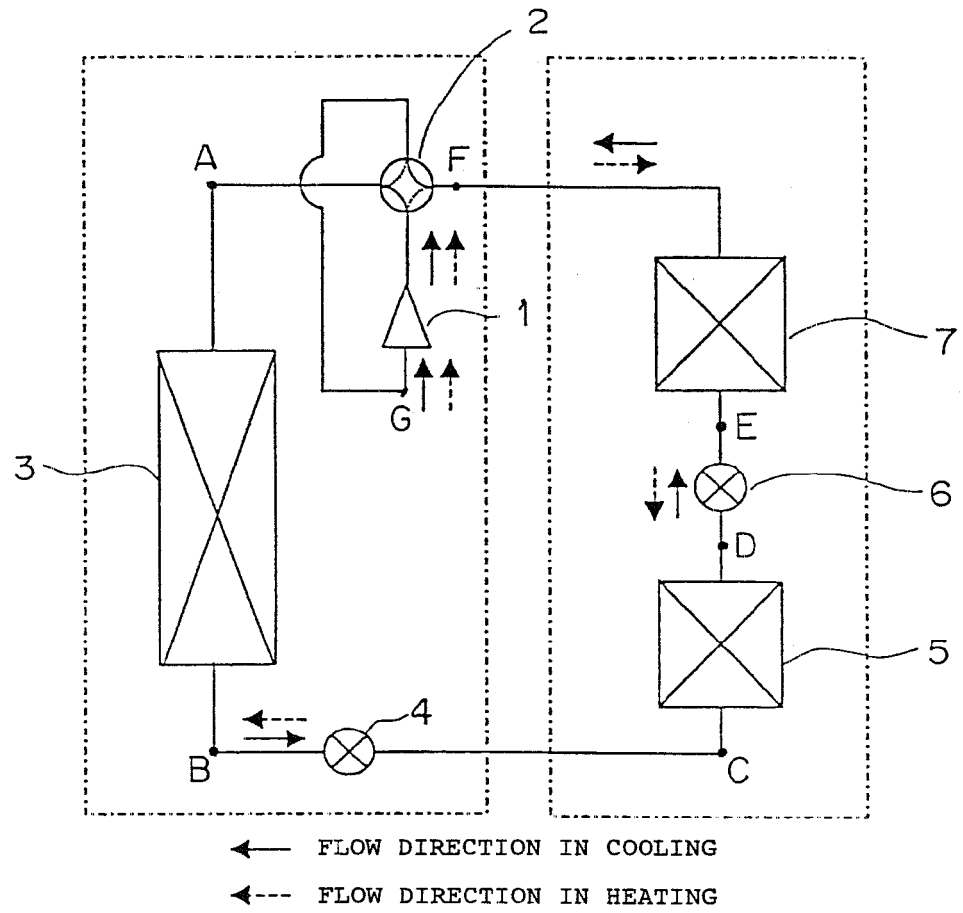 2
A
F
1
G
7
3
E
6
D
5
4
B
C
FLOW DIRECTION IN COOLING
FLOW DIRECTION IN HEATING